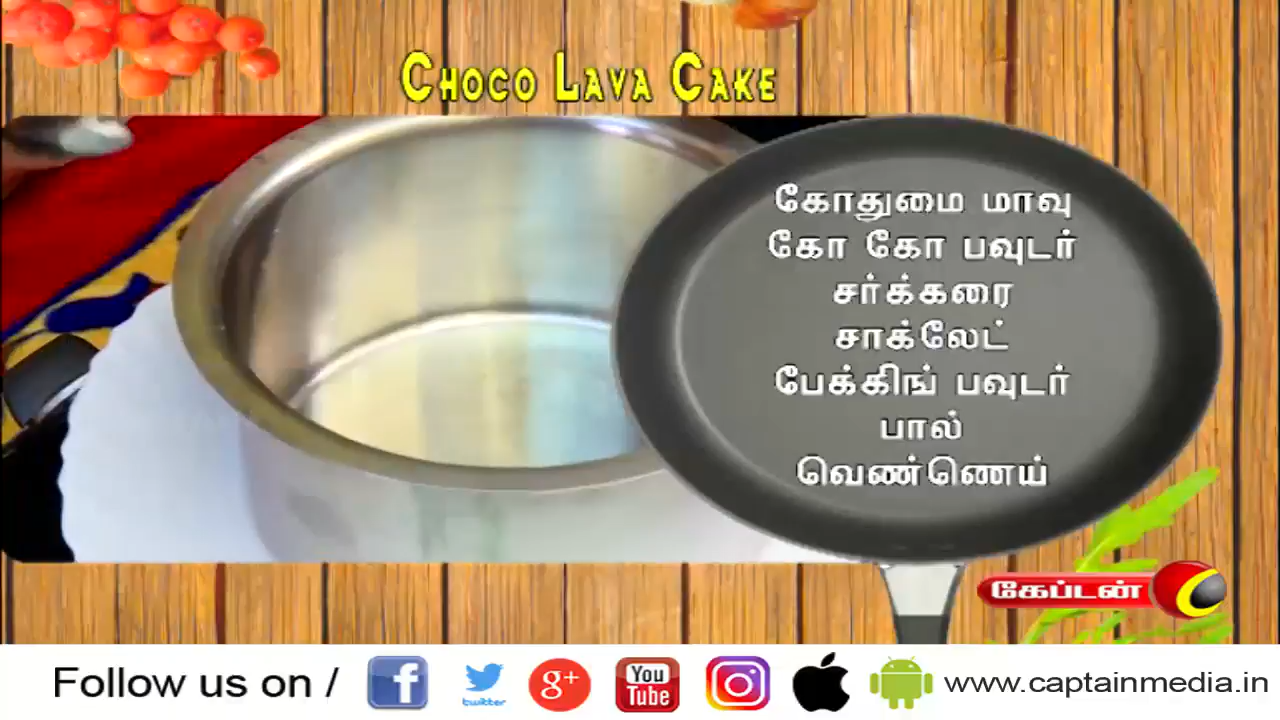 CHOCO LAVA CAKE
கோதுமை மாவு
கோ கோ பவுடர்
சர்க்கரை
சாக்லேட்
பேக்கிங் பவுடர்
பால்
வெண்ணெய்
கேப்டன்
Follow us on / f twitter g+ You Tube www.captainmedia.in